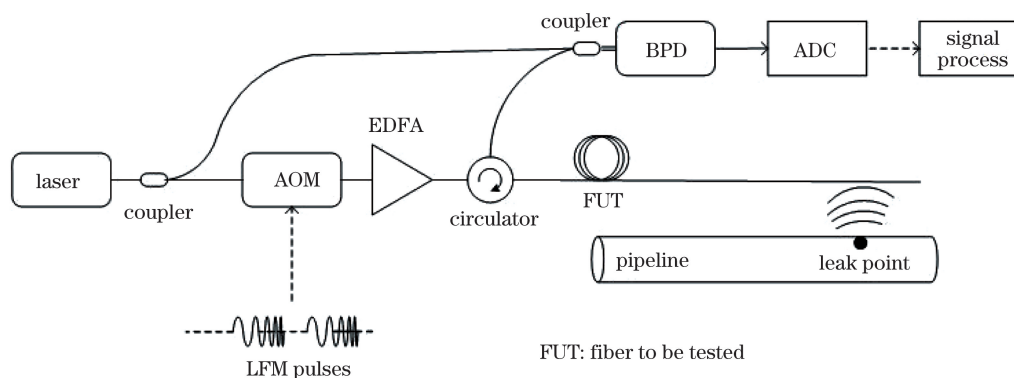 coupler
BPD
ADC
signal
process
EDFA
laser
AOM
coupler
circulator
FUT
pipeline
leak point
LFM pulses
FUT: fiber to be tested